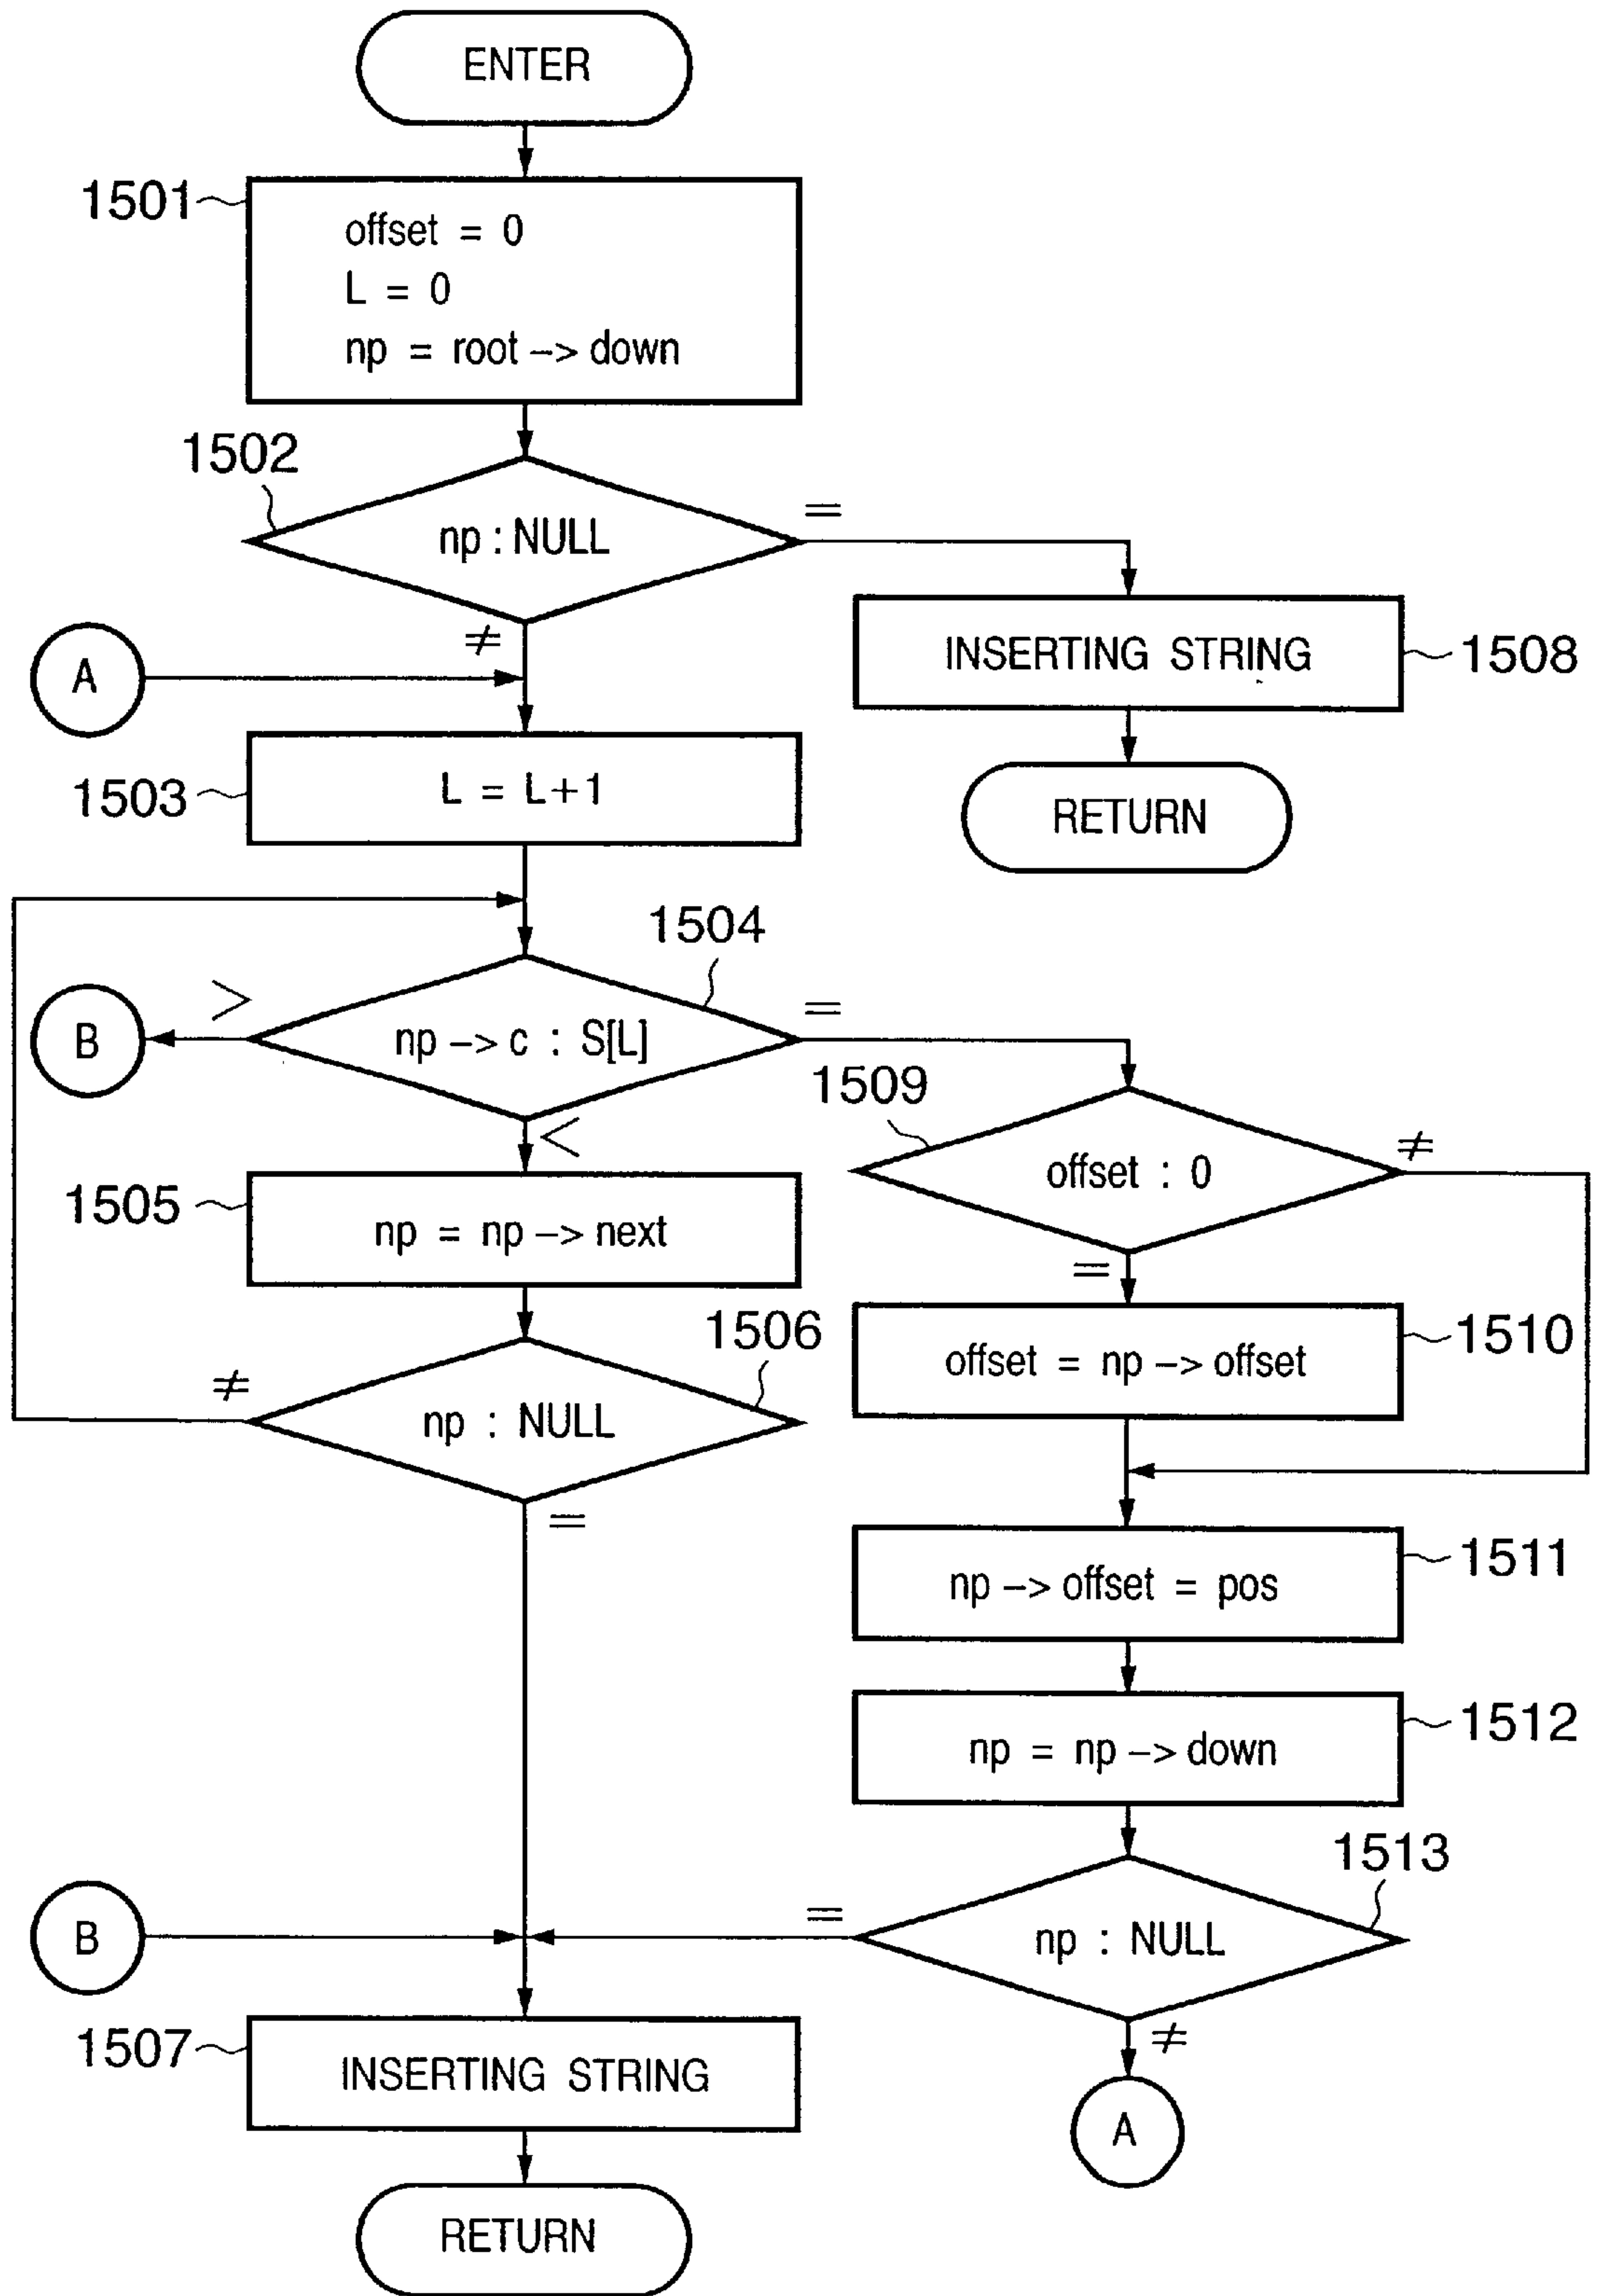 ENTER
1501
offset = 0
L = 0
np = root -> down
1502
np : NULL
=
≠
A
INSERTING STRING
1508
1503
L = L+1
RETURN
1504
B
>
np -> c : S[L]
=
<
1509
offset : 0
≠
=
1505
np = np -> next
1510
offset = np -> offset
1506
≠
np : NULL
=
1511
np -> offset = pos
1512
np = np -> down
1513
B
=
np : NULL
≠
1507
INSERTING STRING
A
RETURN